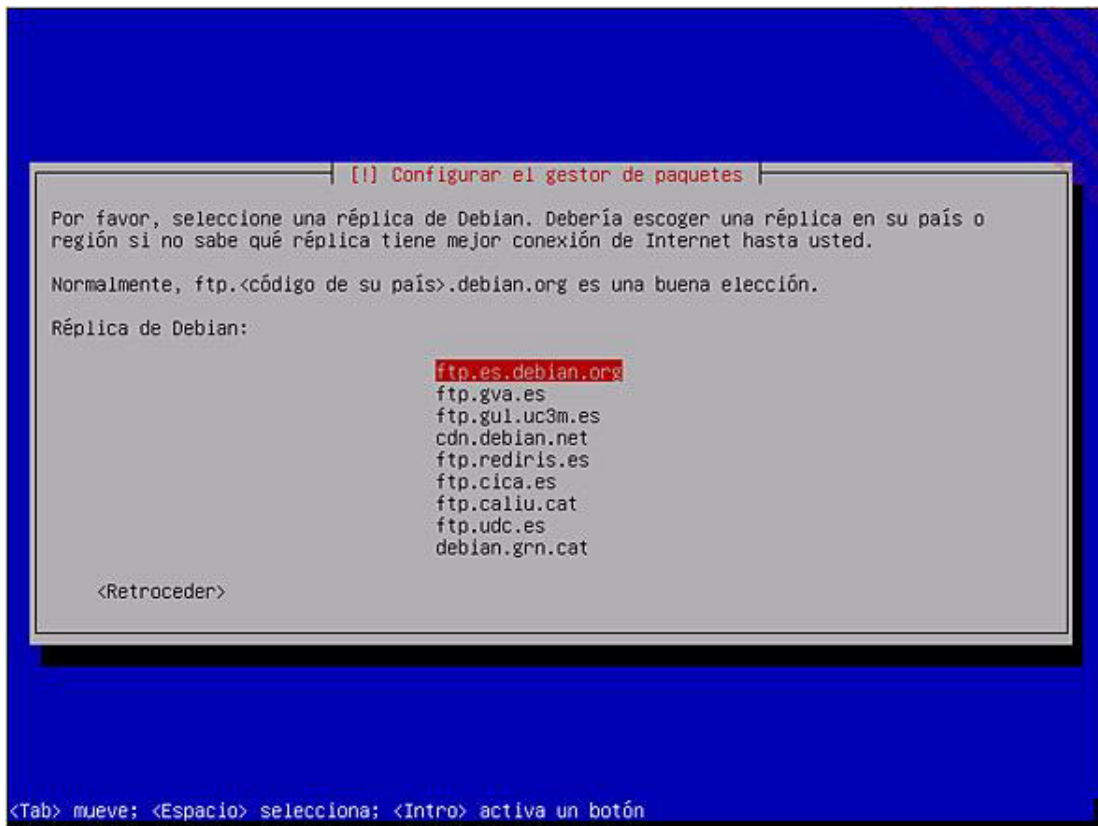 [!] Configurar el gestor de paquetes
Por favor, seleccione una réplica de Debian. Debería escoger una réplica en su país o
región si no sabe qué réplica tiene mejor conexión de Internet hasta usted.
Normalmente, ftp.<código de su país>.debian.org es una buena elección.
Réplica de Debian:
ftp.es.debian.org
ftp.gva.es
ftp.gul.uc3m.es
cdn.debian.net
ftp.rediris.es
ftp.cica.es
ftp.caliu.cat
ftp.udc.es
debian.grn.cat
<Retroceder>
<Tab> mueve; <Espacio> selecciona; <Intro> activa un botón